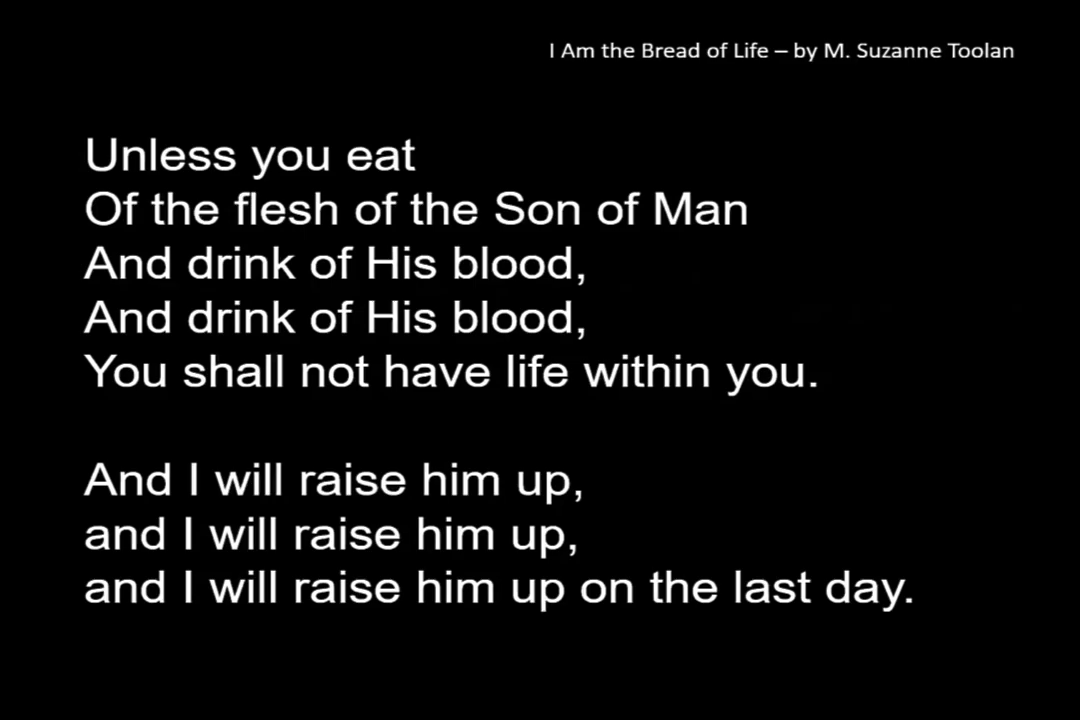 I Am the Bread of Life – by M. Suzanne Toolan
Unless you eat
Of the flesh of the Son of Man
And drink of His blood,
And drink of His blood,
You shall not have life within you.
And I will raise him up,
and I will raise him up,
and I will raise him up on the last day.